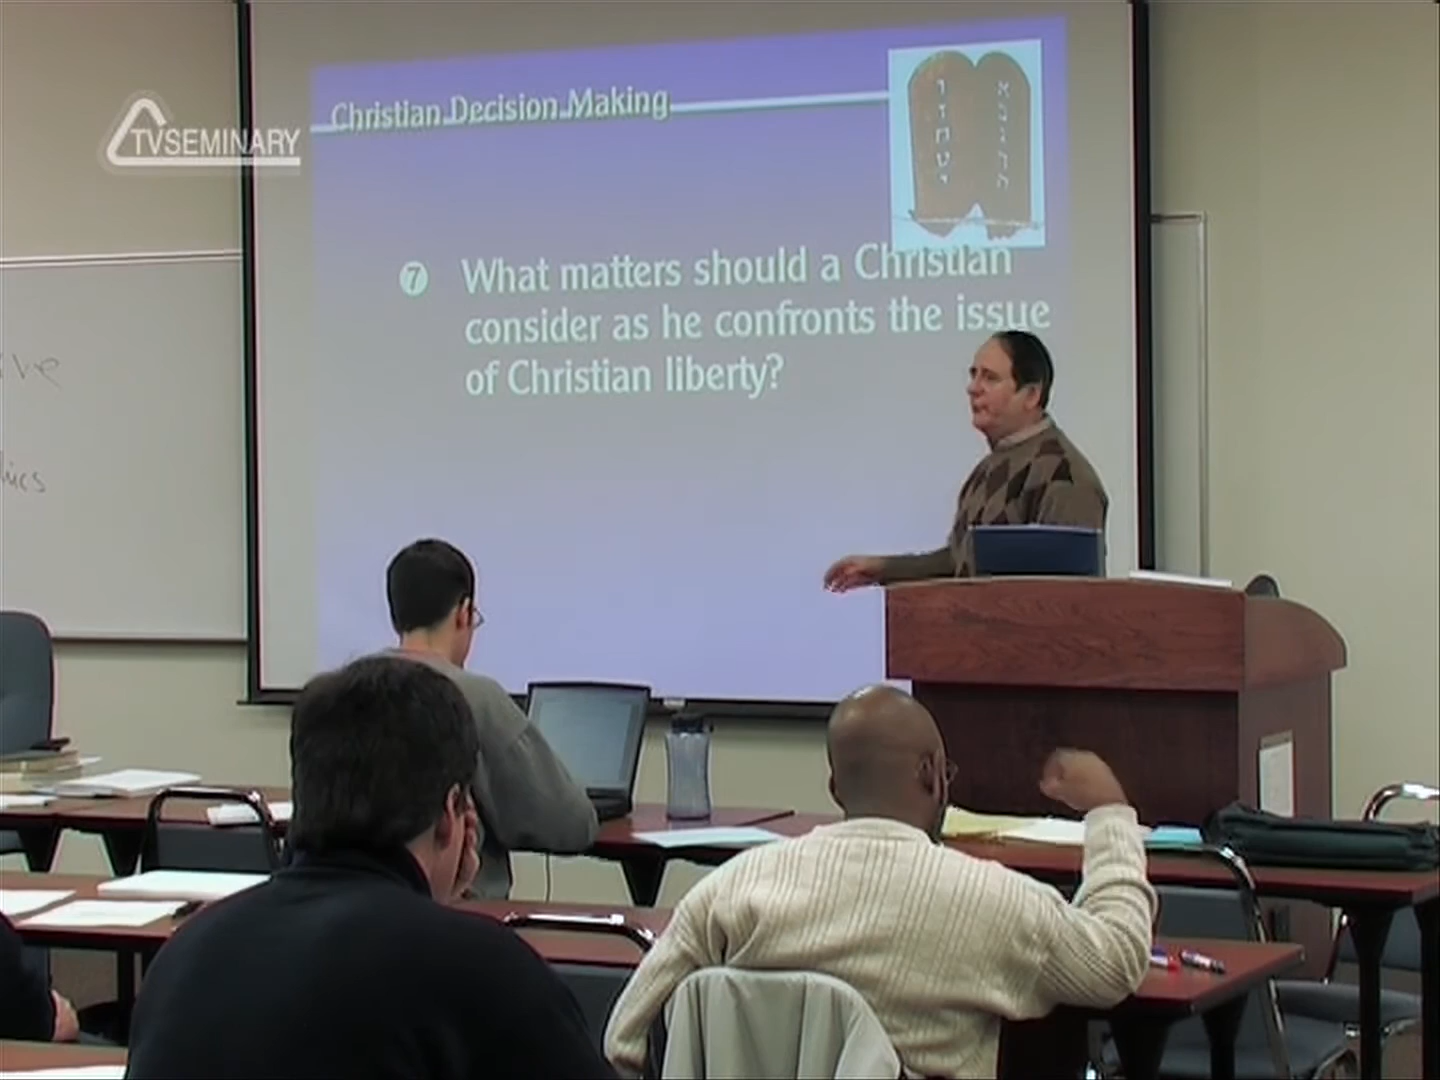 Christian Decision Making
TVSEMINARY
7 What matters should a Christian
consider as he confronts the issue
of Christian liberty?